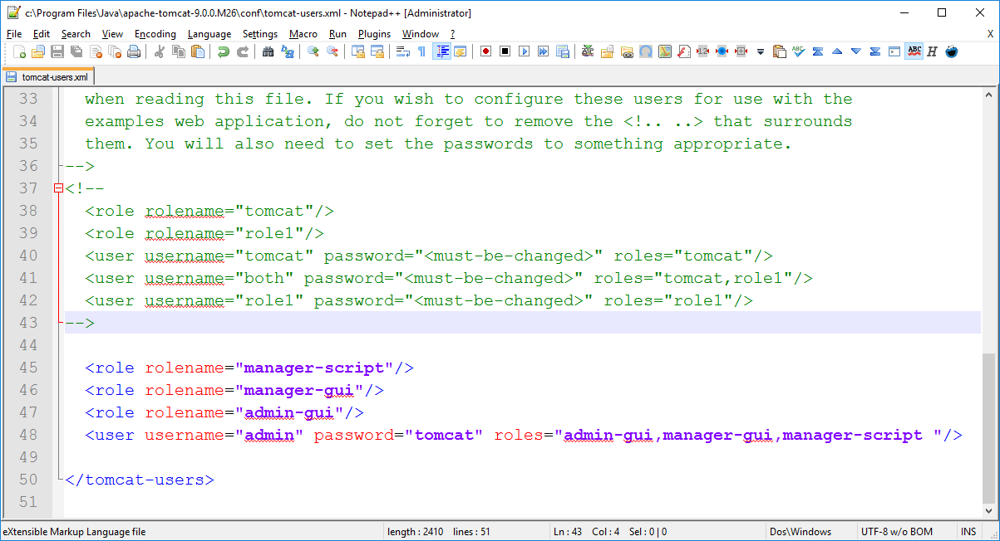 c:\Program Files\Java\apache-tomcat-9.0.0.M26\conf\tomcat-users.xml - Notepad++ [Administrator]
File Edit Search View Encoding Language Settings Macro Run Plugins Window ? X
tomcat-users.xml
33 when reading this file. If you wish to configure these users for use with the
34 examples web application, do not forget to remove the <!.. ..> that surrounds
35 them. You will also need to set the passwords to something appropriate.
36 -->
37 <!--
38 <role rolename="tomcat"/>
39 <role rolename="role1"/>
40 <user username="tomcat" password="<must-be-changed>" roles="tomcat"/>
41 <user username="both" password="<must-be-changed>" roles="tomcat,role1"/>
42 <user username="role1" password="<must-be-changed>" roles="role1"/>
43 -->
44
45 <role rolename="manager-script"/>
46 <role rolename="manager-gui"/>
47 <role rolename="admin-gui"/>
48 <user username="admin" password="tomcat" roles="admin-gui,manager-gui,manager-script "/>
49
50 </tomcat-users>
51
eXtensible Markup Language file length : 2410 lines : 51 Ln : 43 Col : 4 Sel : 0 | 0 Dos\Windows UTF-8 w/o BOM INS